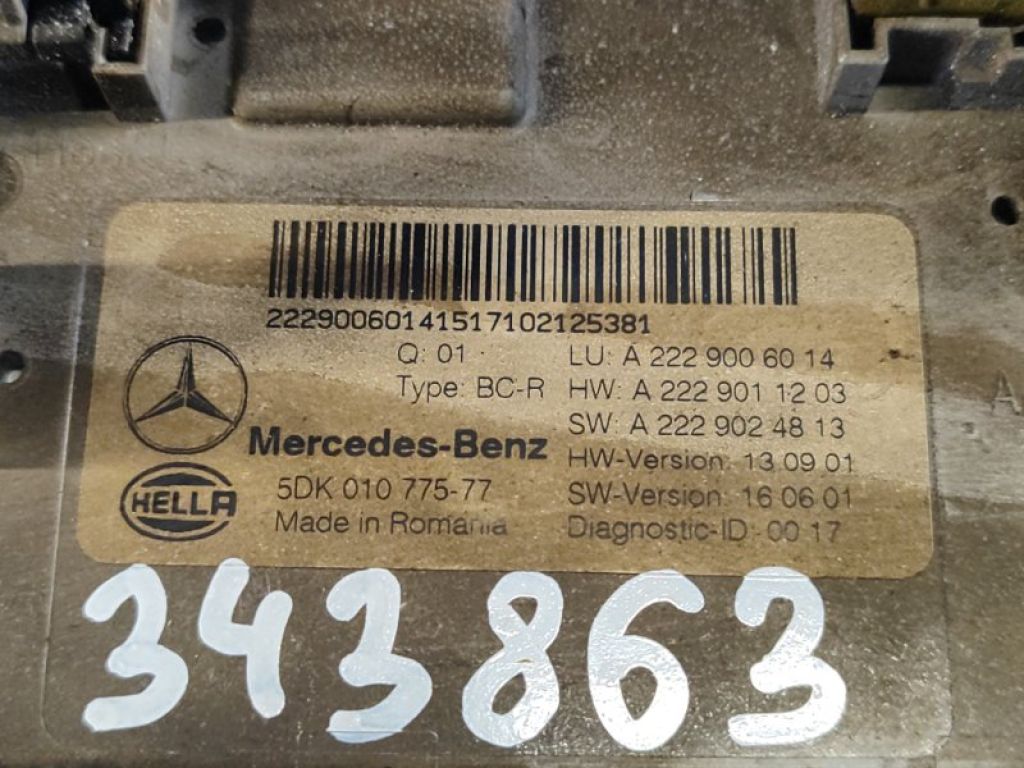 22290060141517102125381
Q: 01 LU: A 222 900 60 14
Type: BC-R HW: A 222 901 12 03
SW: A 222 902 48 13
Mercedes-Benz HW-Version: 13 09 01
HELLA 5DK 010 775-77 SW-Version: 16 06 01
Made in Romania Diagnostic-ID: 00 17
343863